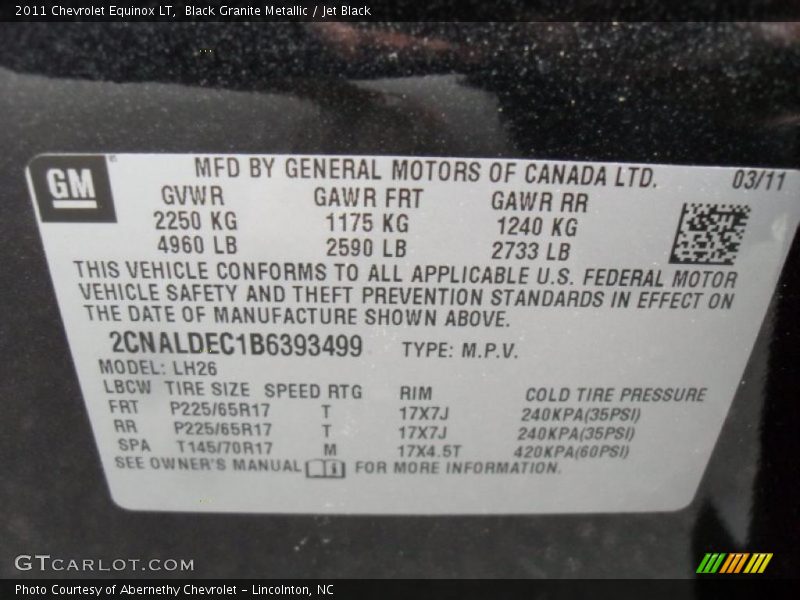 2011 Chevrolet Equinox LT, Black Granite Metallic / Jet Black
GM
MFD BY GENERAL MOTORS OF CANADA LTD. 03/11
GVWR GAWR FRT GAWR RR
2250 KG 1175 KG 1240 KG
4960 LB 2590 LB 2733 LB
THIS VEHICLE CONFORMS TO ALL APPLICABLE U.S. FEDERAL MOTOR
VEHICLE SAFETY AND THEFT PREVENTION STANDARDS IN EFFECT ON
THE DATE OF MANUFACTURE SHOWN ABOVE.
2CNALDEC1B6393499 TYPE: M.P.V.
MODEL: LH26
LBCW TIRE SIZE SPEED RTG RIM COLD TIRE PRESSURE
FRT P225/65R17 T 17X7J 240KPA(35PSI)
RR P225/65R17 T 17X7J 240KPA(35PSI)
SPA T145/70R17 M 17X4.5T 420KPA(60PSI)
SEE OWNER'S MANUAL FOR MORE INFORMATION.
GTCARLOT.COM
Photo Courtesy of Abernethy Chevrolet - Lincolnton, NC